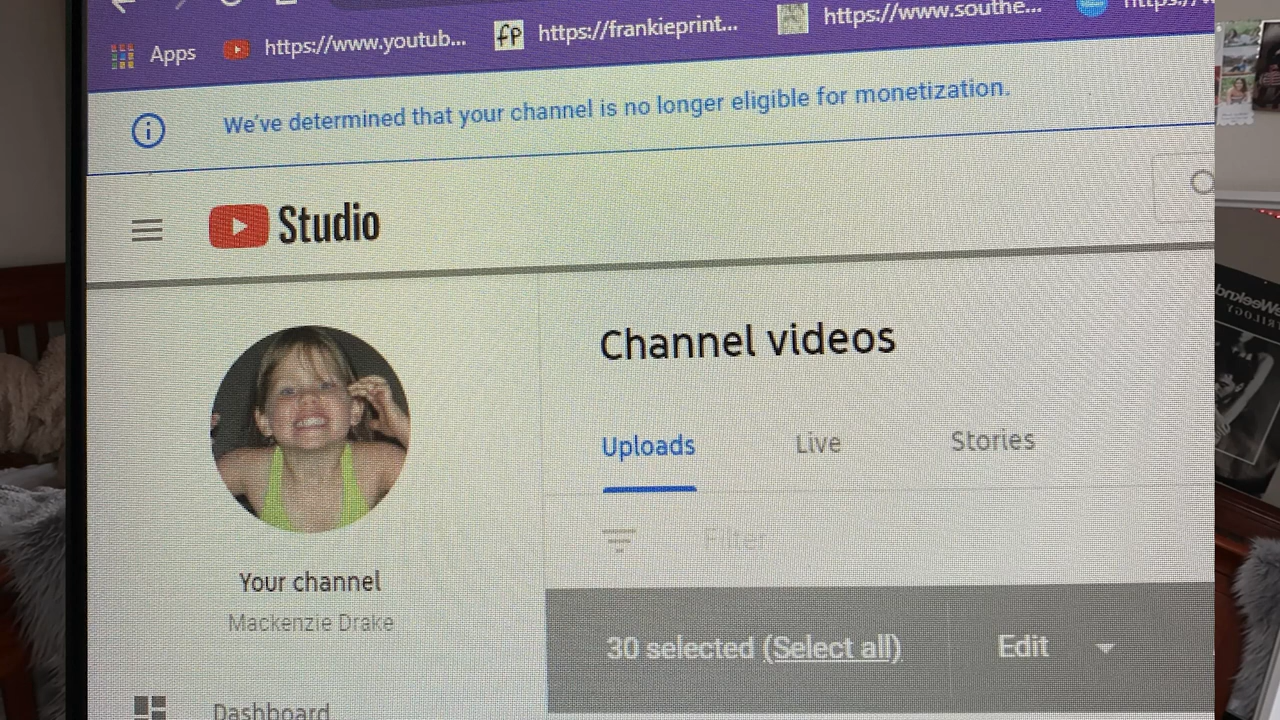 Apps https://www.youtub... fp https://frankieprint... https://www.southe...
We've determined that your channel is no longer eligible for monetization.
Studio
Channel videos
Uploads Live Stories
Filter
Your channel
Mackenzie Drake
30 selected (Select all) Edit
Dashboard